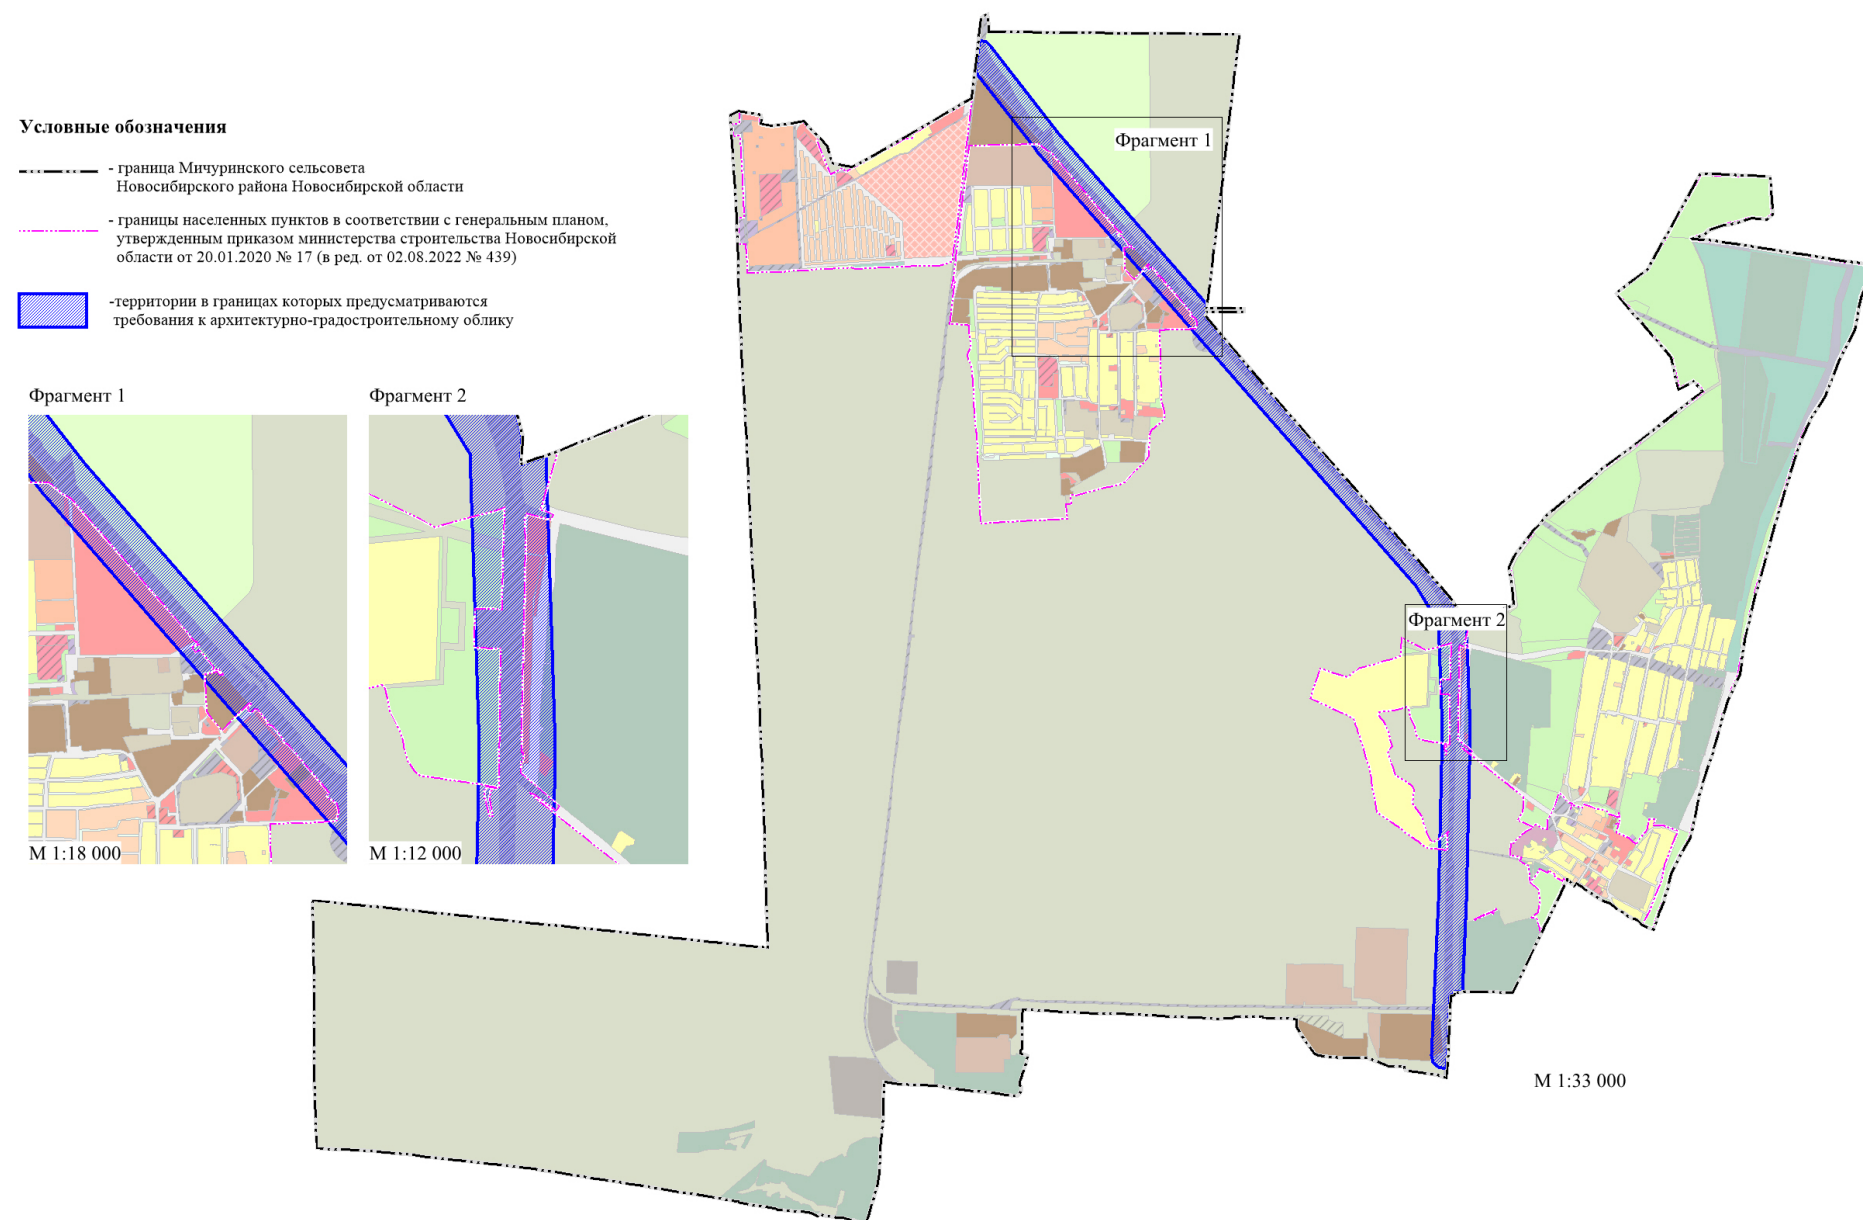 Условные обозначения
- граница Мичуринского сельсовета
Новосибирского района Новосибирской области
- границы населенных пунктов в соответствии с генеральным планом,
утвержденным приказом министерства строительства Новосибирской
области от 20.01.2020 № 17 (в ред. от 02.08.2022 № 439)
-территории в границах которых предусматриваются
требования к архитектурно-градостроительному облику
Фрагмент 1
Фрагмент 2
М 1:18 000
М 1:12 000
Фрагмент 1
Фрагмент 2
М 1:33 000